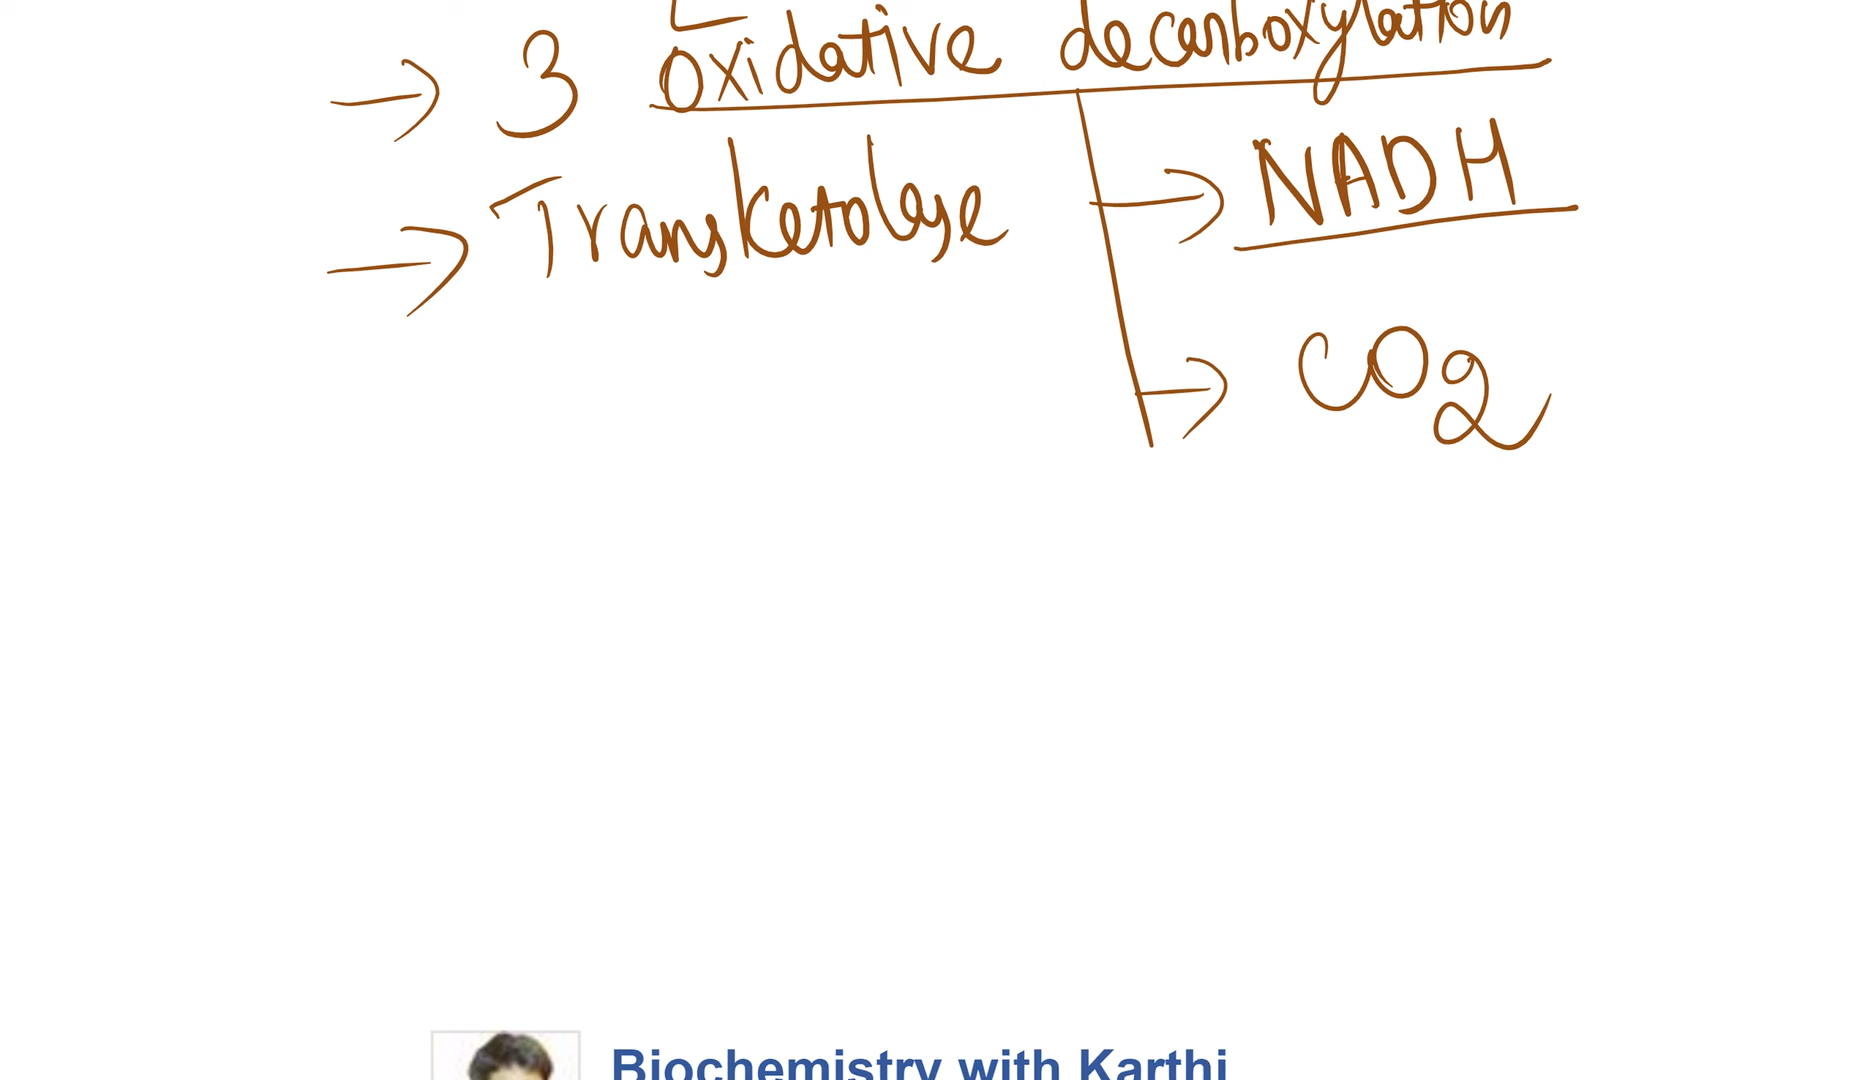 → 3 Oxidative decarboxylation
→ Transketolase → NADH
→ CO2
Biochemistry with Karthi